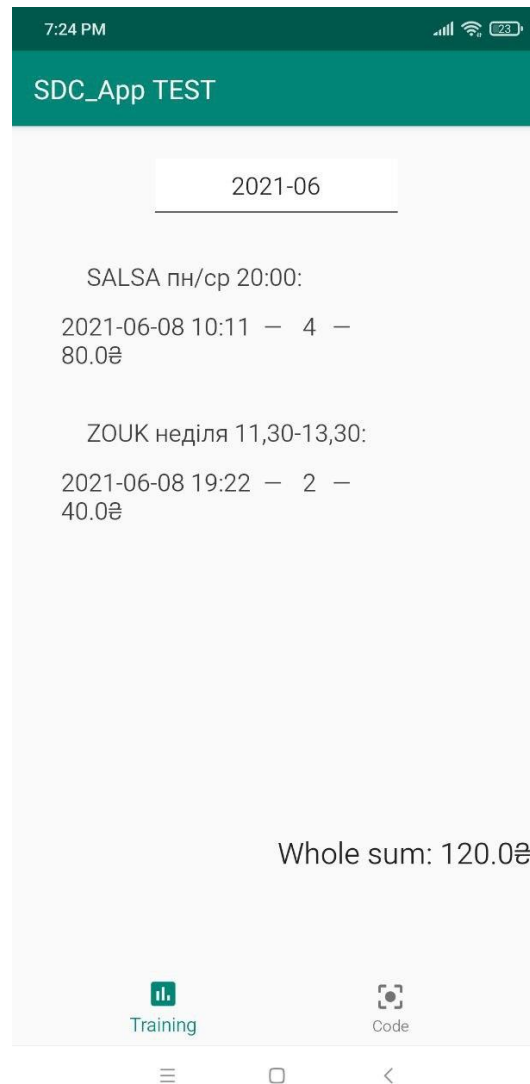 7:24 PM
23
SDC_App TEST
2021-06
SALSA пн/ср 20:00:
2021-06-08 10:11 — 4 —
80.0₴
ZOUK неділя 11,30-13,30:
2021-06-08 19:22 — 2 —
40.0₴
Whole sum: 120.0₴
Training
Code